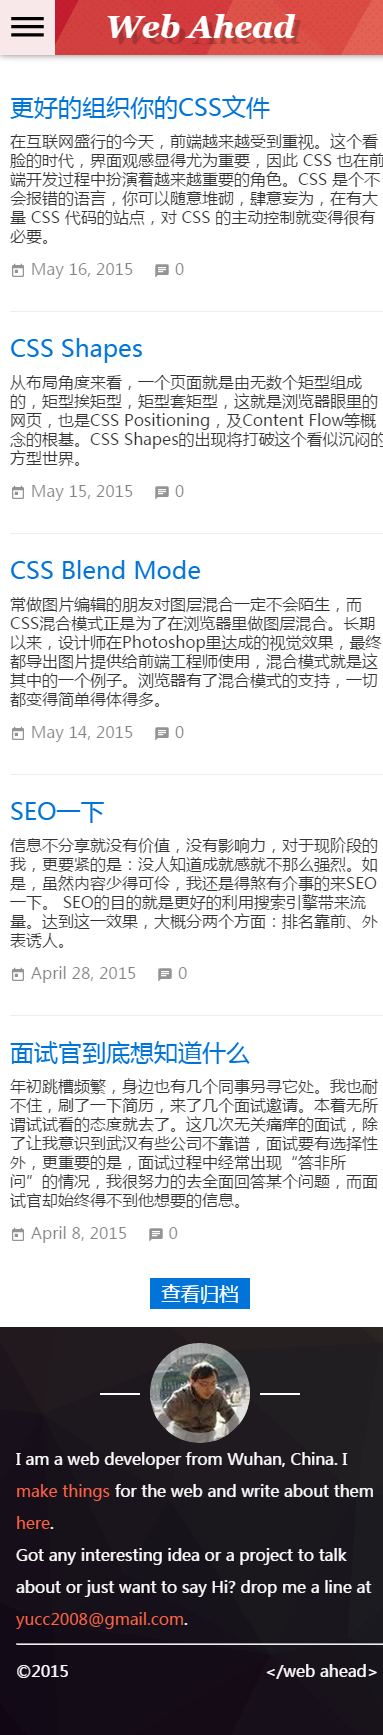 Web Ahead
更好的组织你的CSS文件
在互联网盛行的今天，前端越来越受到重视。这个看
脸的时代，界面观感显得尤为重要，因此 CSS 也在前
端开发过程中扮演着越来越重要的角色。CSS 是个不
会报错的语言，你可以随意堆砌，肆意妄为，在有大
量 CSS 代码的站点，对 CSS 的主动控制就变得很有
必要。
May 16, 2015 0
CSS Shapes
从布局角度来看，一个页面就是由无数个矩型组成
的，矩型挨矩型，矩型套矩型，这就是浏览器眼里的
网页，也是CSS Positioning，及Content Flow等概
念的根基。CSS Shapes的出现将打破这个看似沉闷的
方型世界。
May 15, 2015 0
CSS Blend Mode
常做图片编辑的朋友对图层混合一定不会陌生，而
CSS混合模式正是为了在浏览器里做图层混合。长期
以来，设计师在Photoshop里达成的视觉效果，最终
都导出图片提供给前端工程师使用，混合模式就是这
其中的一个例子。浏览器有了混合模式的支持，一切
都变得简单得体得多。
May 14, 2015 0
SEO一下
信息不分享就没有价值，没有影响力，对于现阶段的
我，更要紧的是：没人知道成就感就不那么强烈。如
是，虽然内容少得可伶，我还是得煞有介事的来SEO
一下。 SEO的目的就是更好的利用搜索引擎带来流
量。达到这一效果，大概分两个方面：排名靠前、外
表诱人。
April 28, 2015 0
面试官到底想知道什么
年初跳槽频繁，身边也有几个同事另寻它处。我也耐
不住，刷了一下简历，来了几个面试邀请。本着无所
谓试试看的态度就去了。这几次无关痛痒的面试，除
了让我意识到武汉有些公司不靠谱，面试要有选择性
外，更重要的是，面试过程中经常出现“答非所
问”的情况，我很努力的去全面回答某个问题，而面
试官却始终得不到他想要的信息。
April 8, 2015 0
查看归档
I am a web developer from Wuhan, China. I
make things for the web and write about them
here.
Got any interesting idea or a project to talk
about or just want to say Hi? drop me a line at
yucc2008@gmail.com.
©2015 </web ahead>